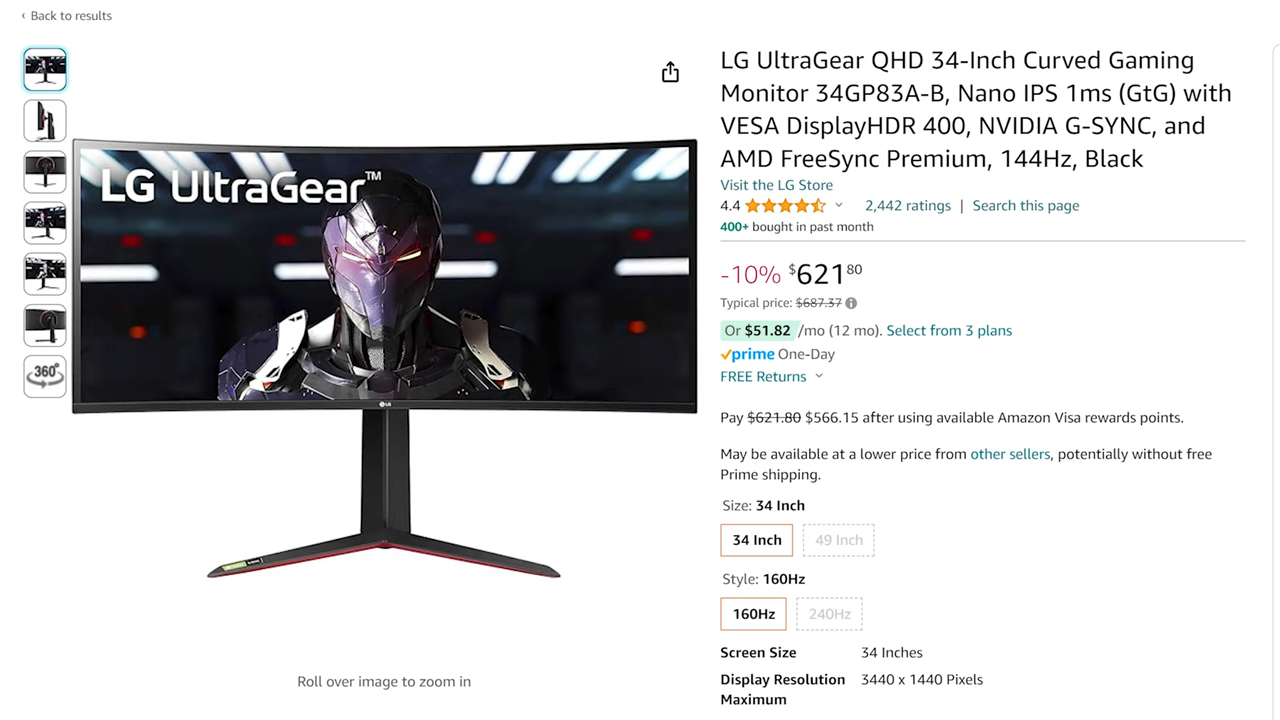 ‹ Back to results
LG UltraGear™
LG
360°
Roll over image to zoom in
LG UltraGear QHD 34-Inch Curved Gaming
Monitor 34GP83A-B, Nano IPS 1ms (GtG) with
VESA DisplayHDR 400, NVIDIA G-SYNC, and
AMD FreeSync Premium, 144Hz, Black
Visit the LG Store
4.4 2,442 ratings | Search this page
400+ bought in past month
-10% $621 80
Typical price: $687.37
Or $51.82 /mo (12 mo). Select from 3 plans
prime One-Day
FREE Returns
Pay $621.80 $566.15 after using available Amazon Visa rewards points.
May be available at a lower price from other sellers, potentially without free
Prime shipping.
Size: 34 Inch
34 Inch 49 Inch
Style: 160Hz
160Hz 240Hz
Screen Size 34 Inches
Display Resolution 3440 x 1440 Pixels
Maximum